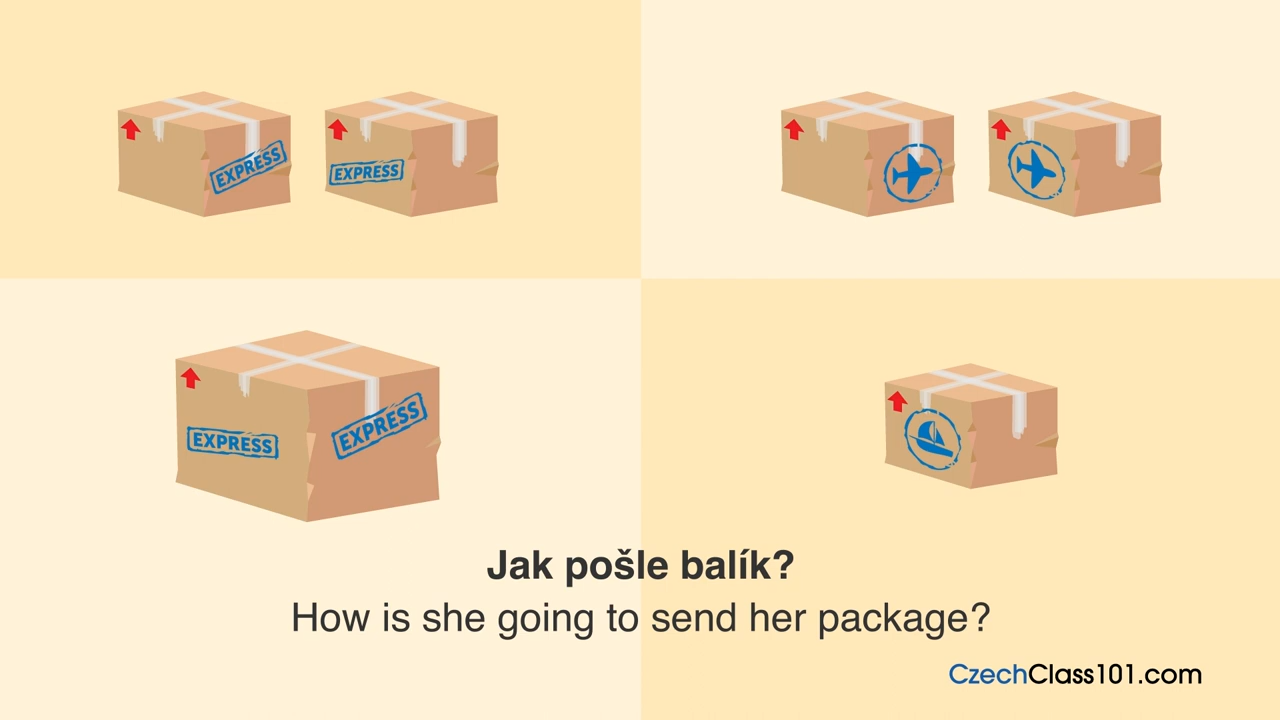 EXPRESS
EXPRESS
EXPRESS
EXPRESS
Jak pošle balík?
How is she going to send her package?
CzechClass101.com